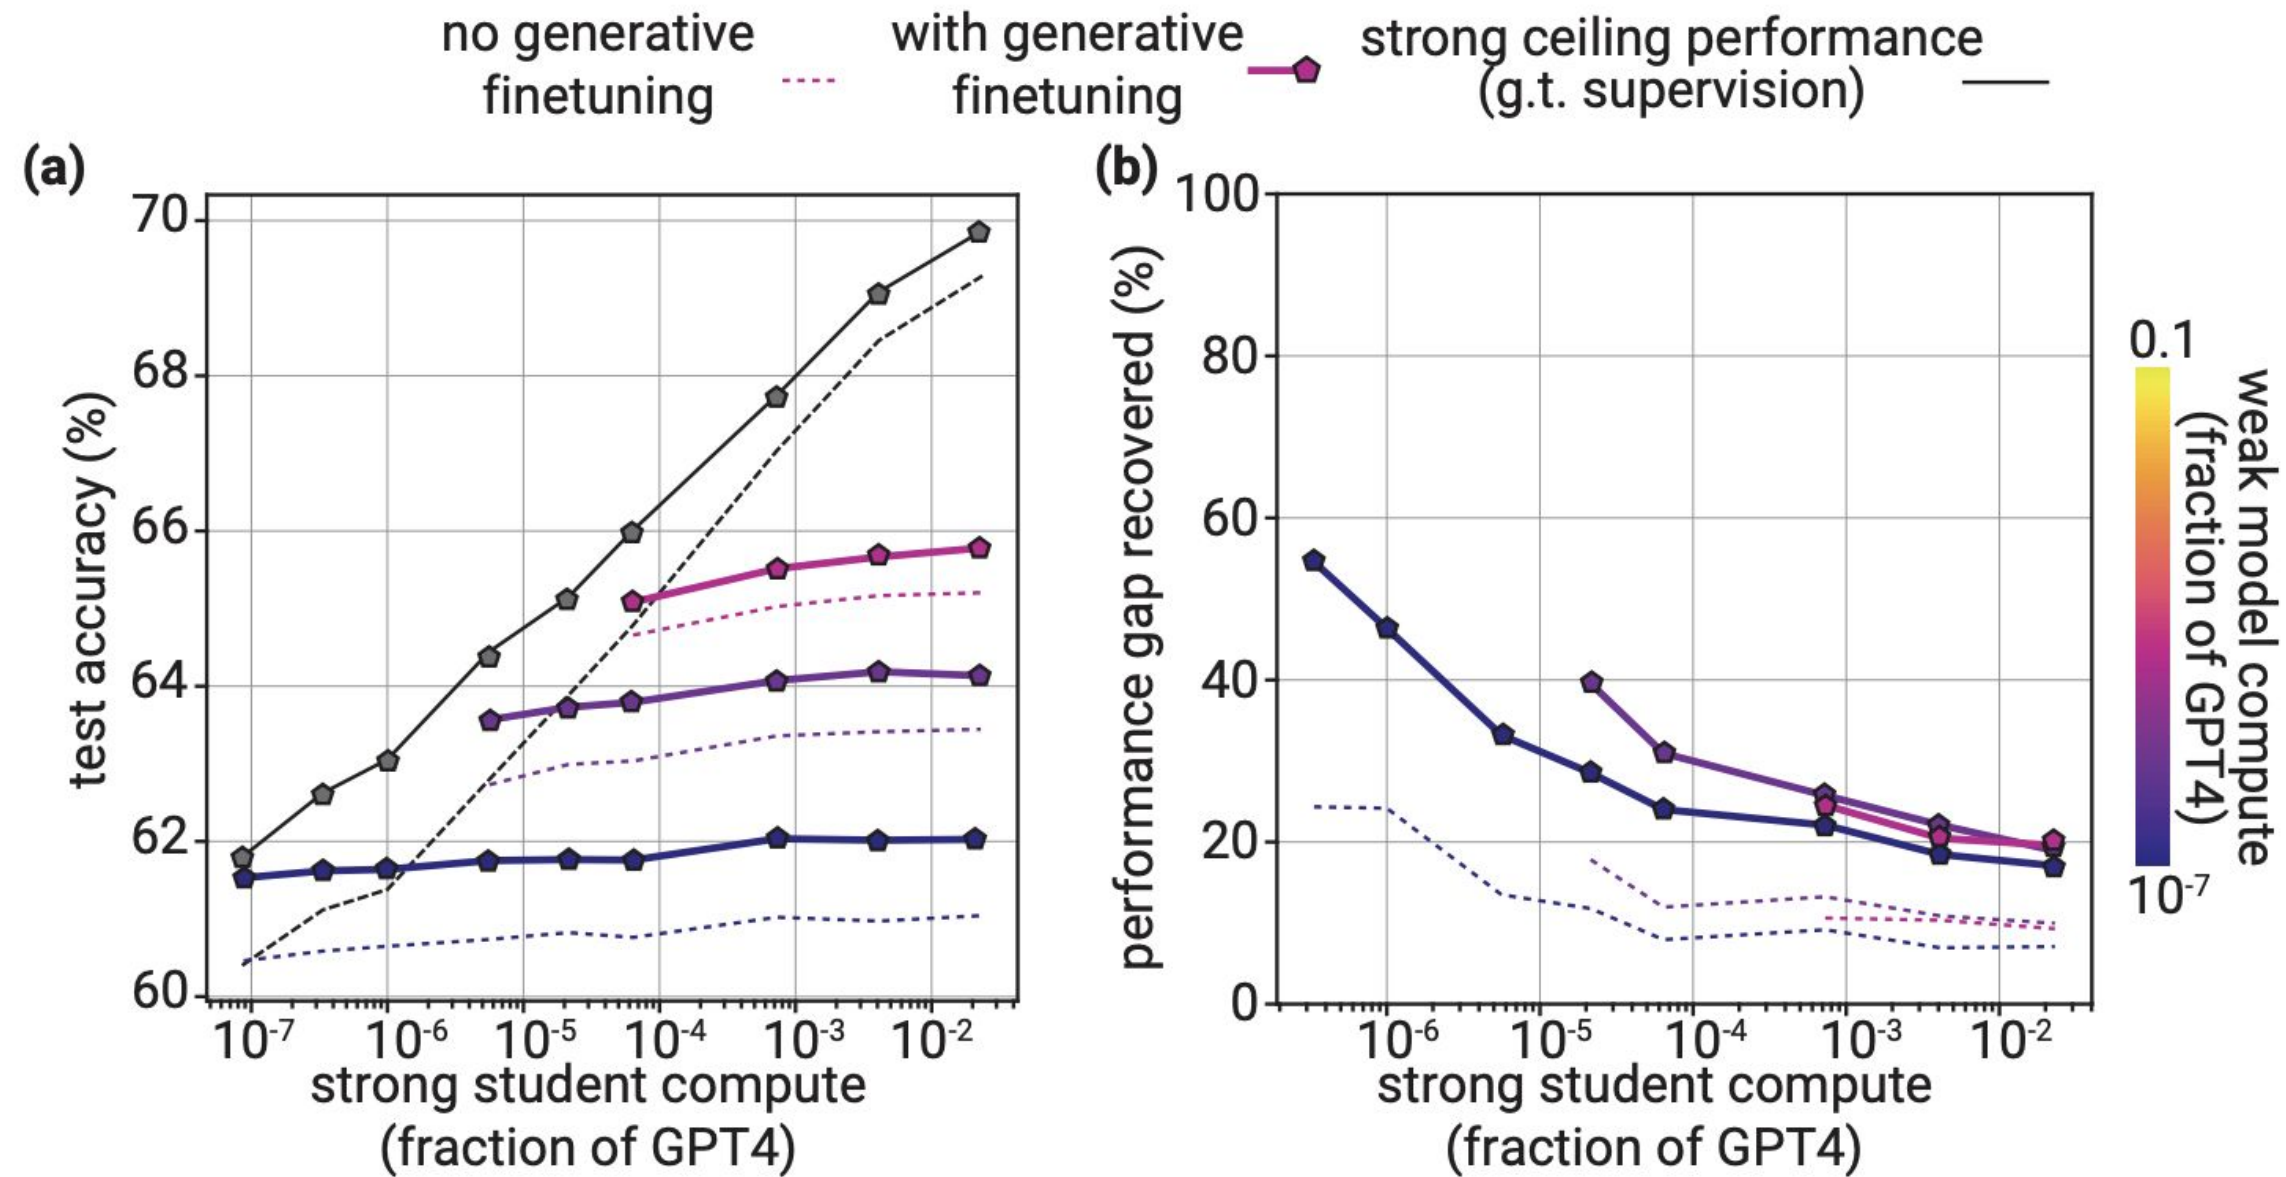 no generative
finetuning
with generative
finetuning
strong ceiling performance
(g.t. supervision)
(a)
70
68
66
64
62
60
test accuracy (%)
10⁻⁷ 10⁻⁶ 10⁻⁵ 10⁻⁴ 10⁻³ 10⁻²
strong student compute
(fraction of GPT4)
(b)
100
80
60
40
20
0
performance gap recovered (%)
10⁻⁶ 10⁻⁵ 10⁻⁴ 10⁻³ 10⁻²
strong student compute
(fraction of GPT4)
0.1
10⁻⁷
weak model compute
(fraction of GPT4)